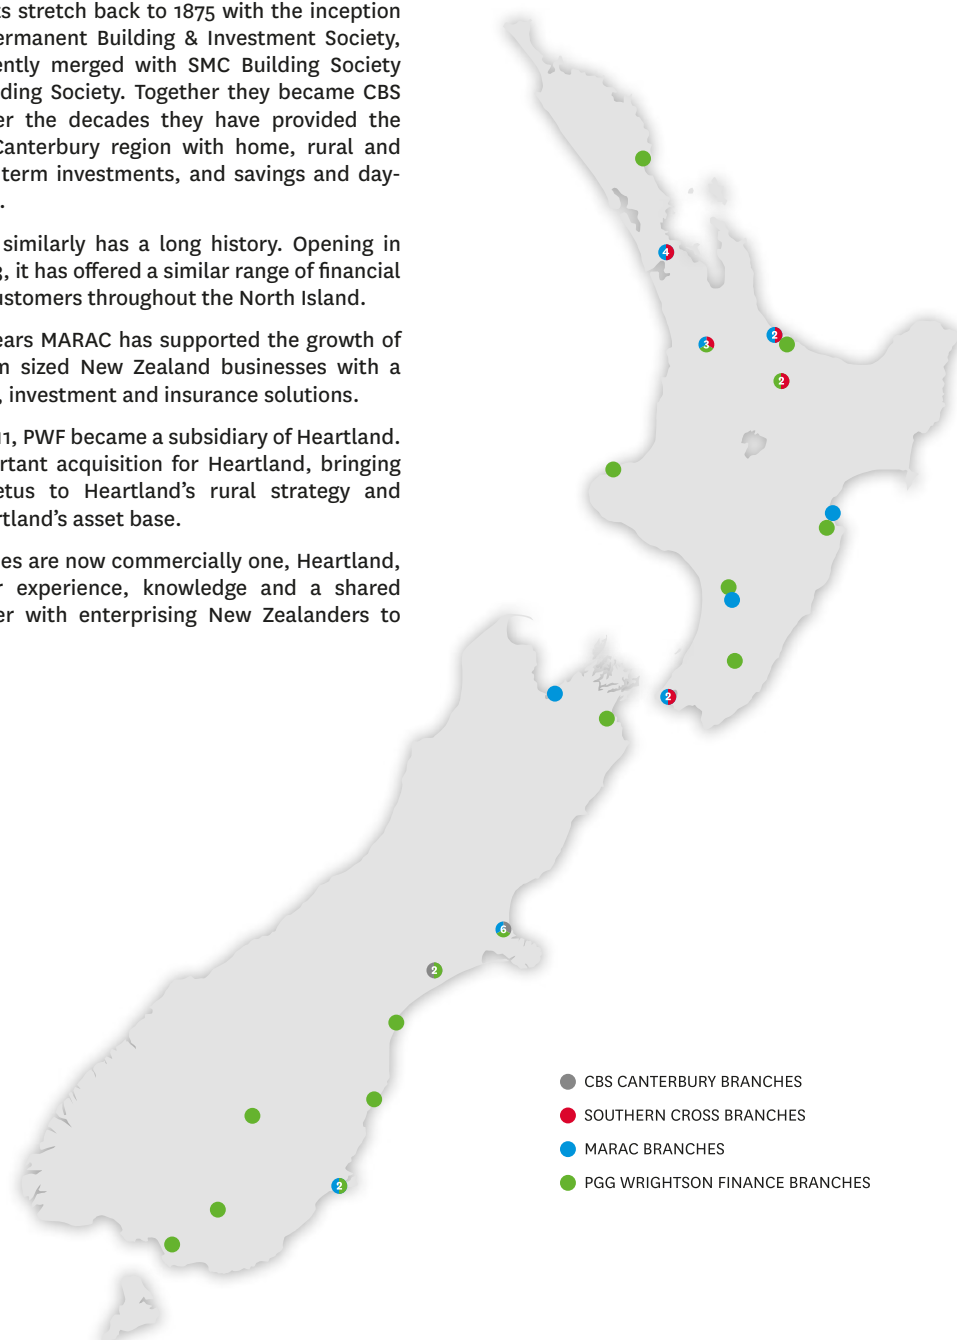 ts stretch back to 1875 with the inception
ermanent Building & Investment Society,
ently merged with SMC Building Society
ding Society. Together they became CBS
er the decades they have provided the
Canterbury region with home, rural and
term investments, and savings and day-
.
similarly has a long history. Opening in
3, it has offered a similar range of financial
ustomers throughout the North Island.
ears MARAC has supported the growth of
m sized New Zealand businesses with a
, investment and insurance solutions.
11, PWF became a subsidiary of Heartland.
ortant acquisition for Heartland, bringing
etus to Heartland's rural strategy and
rtland's asset base.
es are now commercially one, Heartland,
r experience, knowledge and a shared
er with enterprising New Zealanders to
4
2
3
2
2
6
2
2
CBS CANTERBURY BRANCHES
SOUTHERN CROSS BRANCHES
MARAC BRANCHES
PGG WRIGHTSON FINANCE BRANCHES